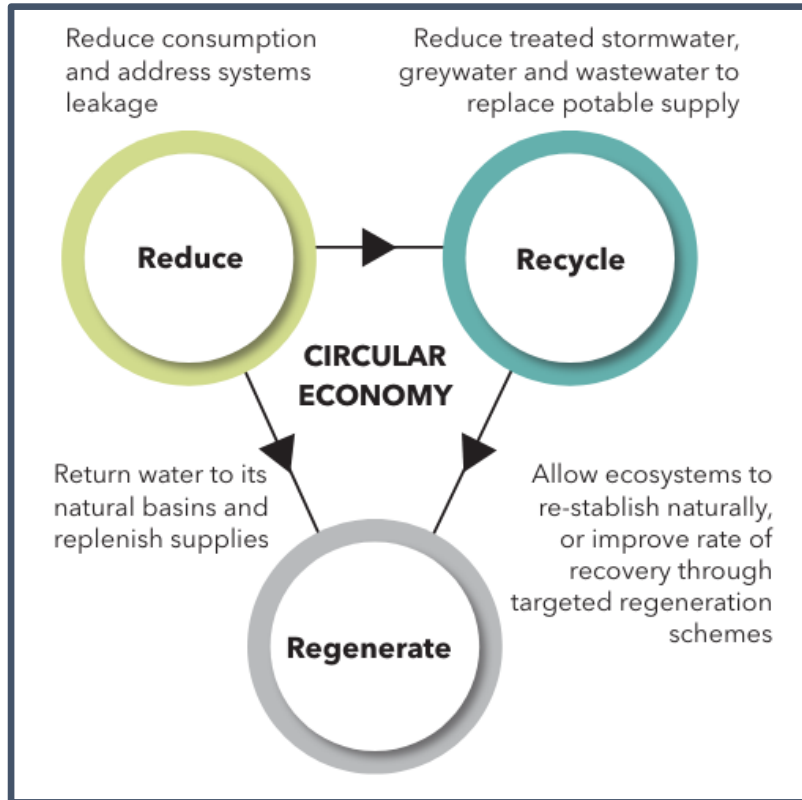 Reduce consumption
and address systems
leakage
Reduce treated stormwater,
greywater and wastewater to
replace potable supply
Reduce
Recycle
CIRCULAR
ECONOMY
Return water to its
natural basins and
replenish supplies
Allow ecosystems to
re-stablish naturally,
or improve rate of
recovery through
targeted regeneration
schemes
Regenerate